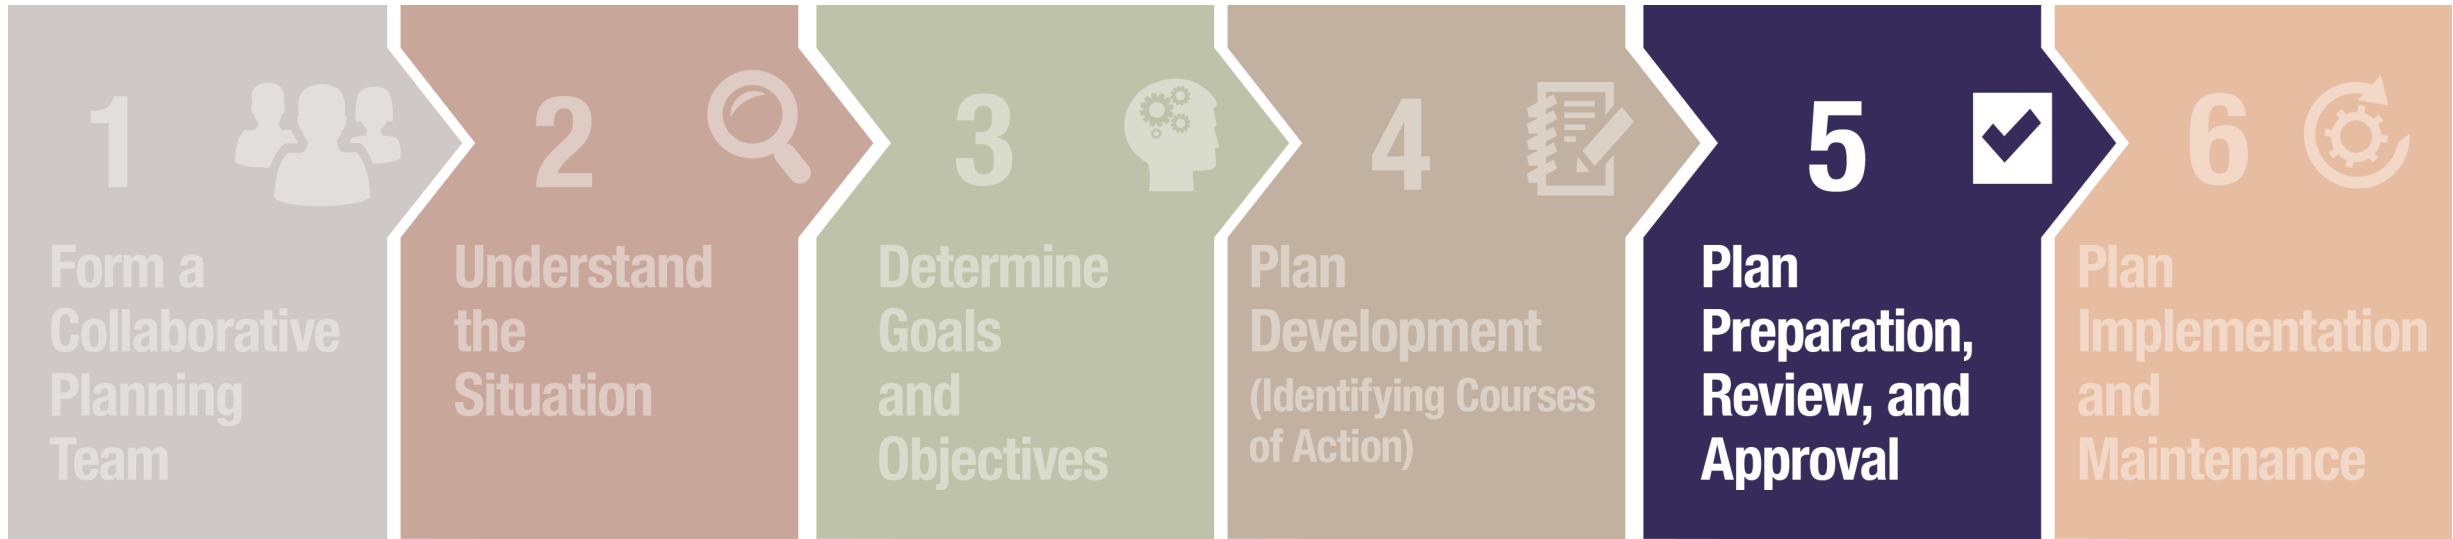 1
Form a
Collaborative
Planning
Team
2
Understand
the
Situation
3
Determine
Goals
and
Objectives
4
Plan
Development
(Identifying Courses
of Action)
5
Plan
Preparation,
Review, and
Approval
6
Plan
Implementation
and
Maintenance